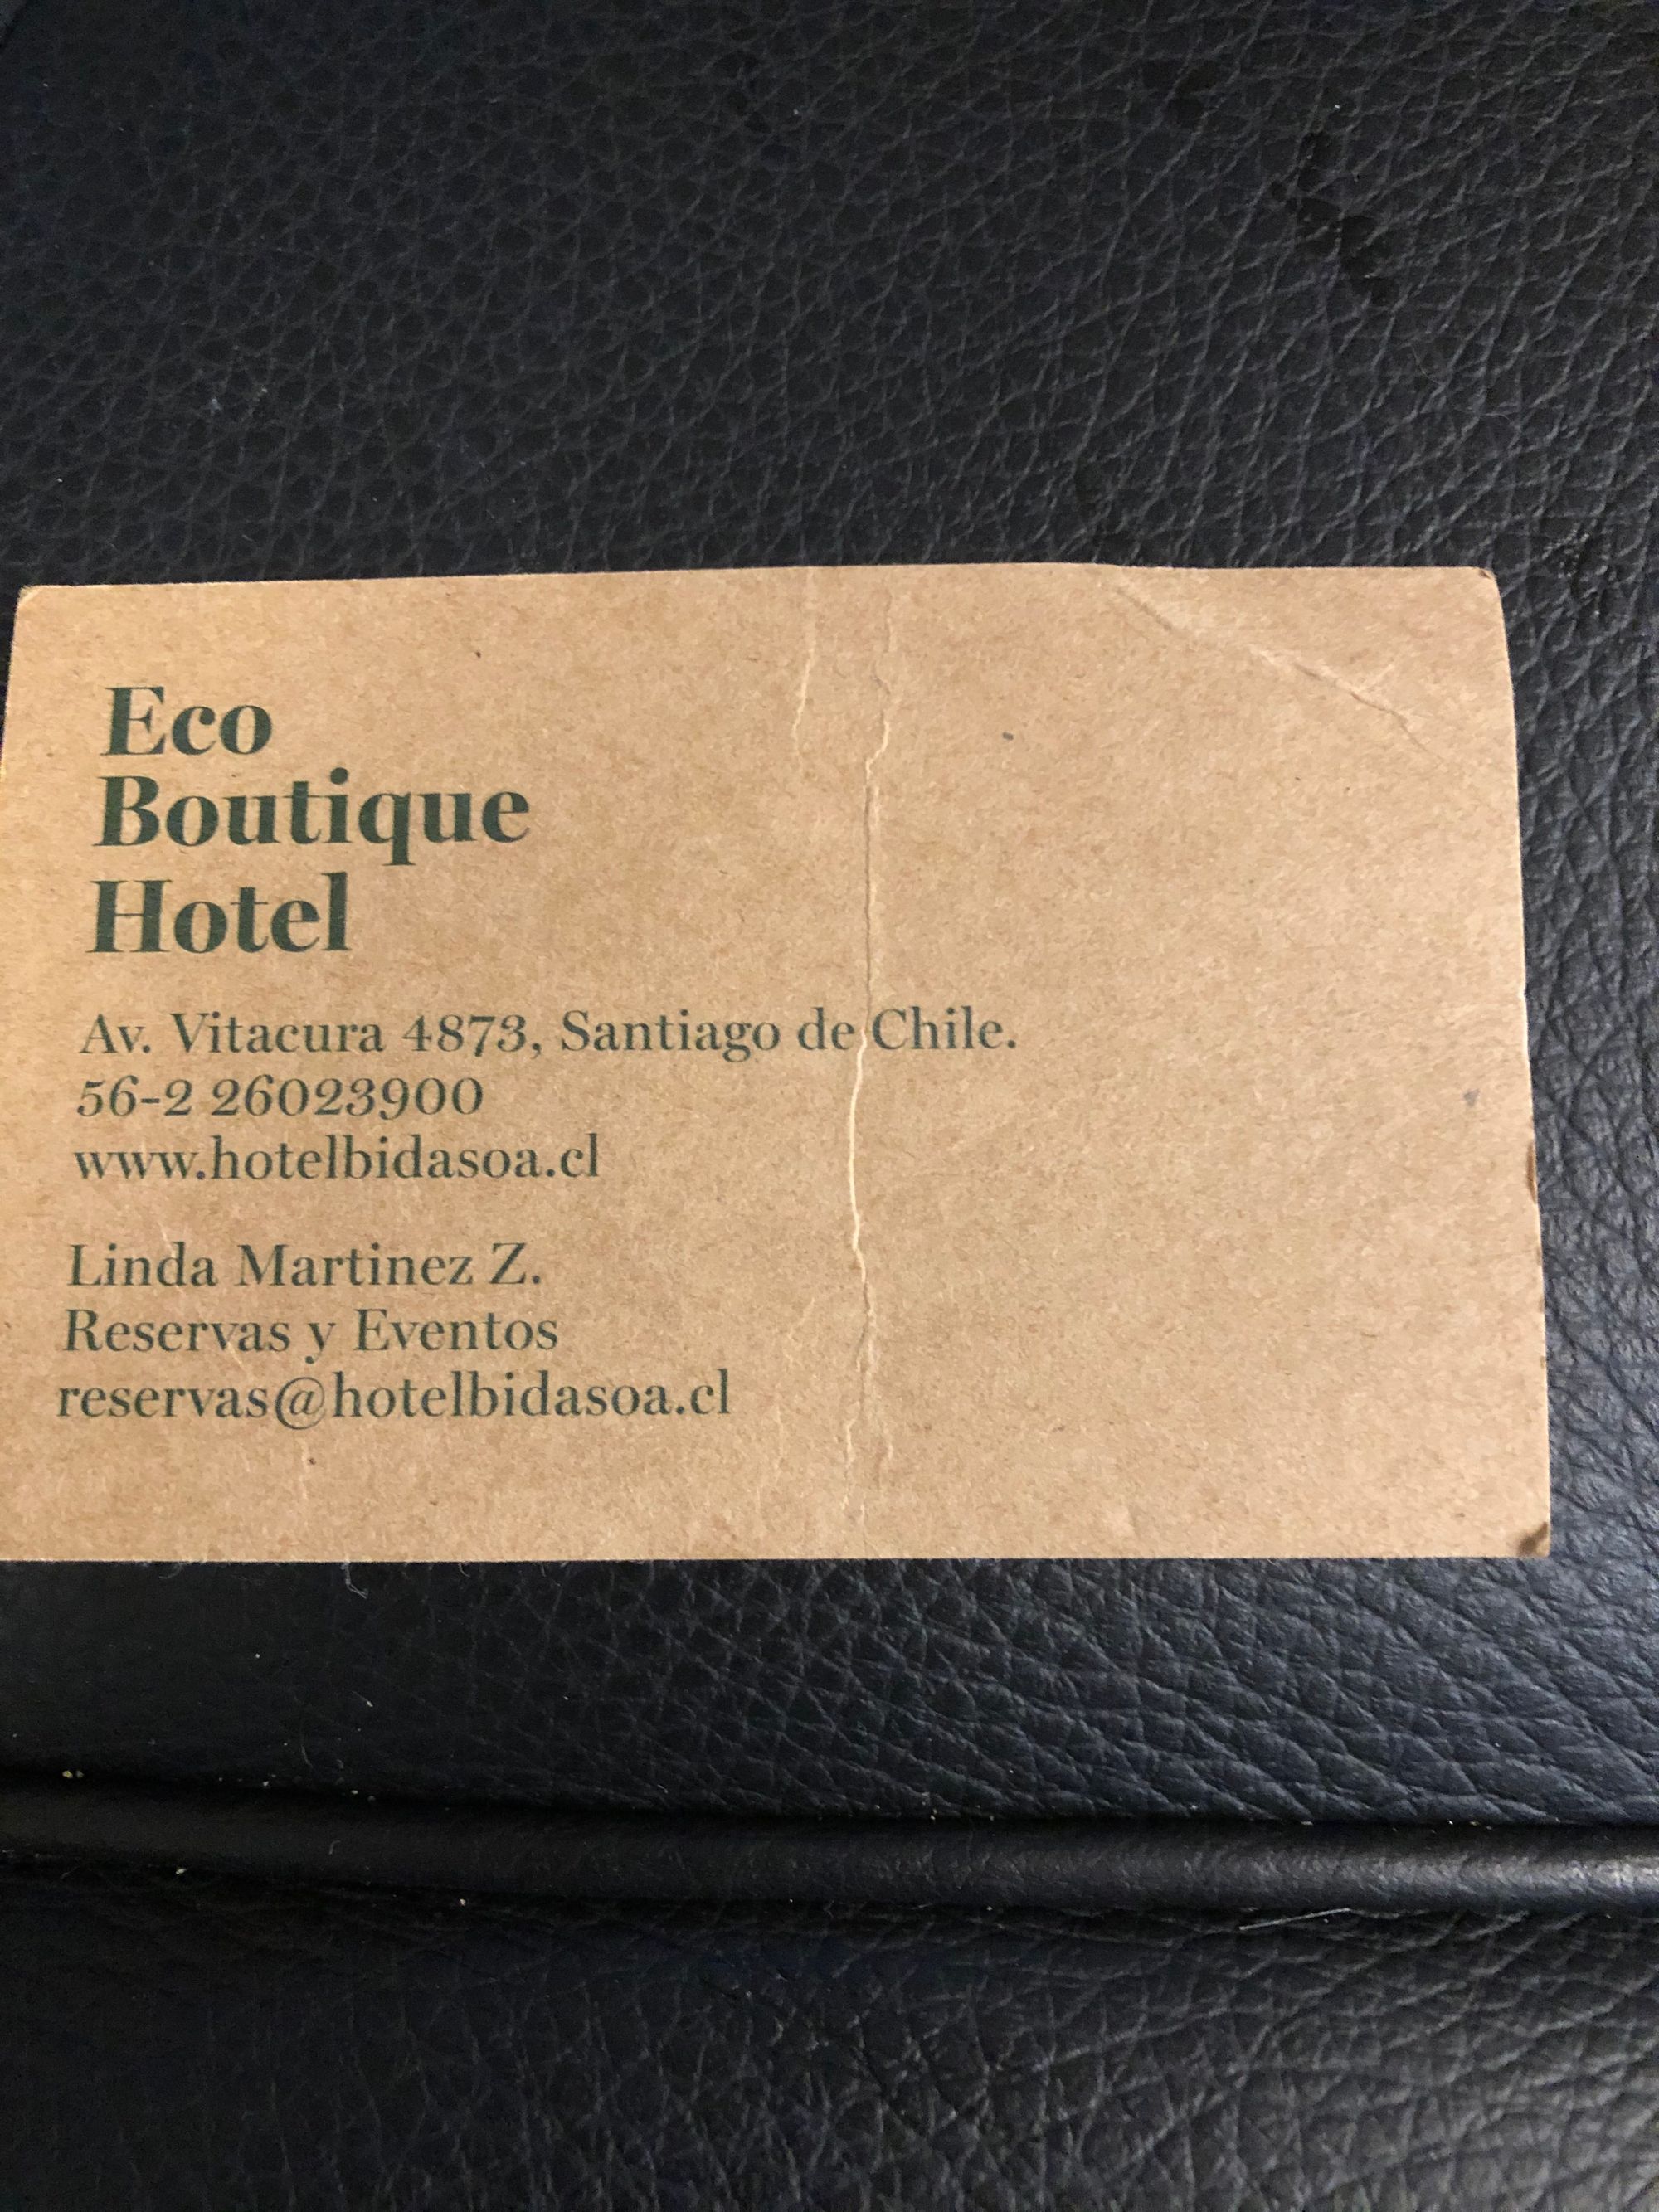 Eco
Boutique
Hotel
Av. Vitacura 4873, Santiago de Chile.
56-2 26023900
www.hotelbidasoa.cl
Linda Martinez Z.
Reservas y Eventos
reservas@hotelbidasoa.cl